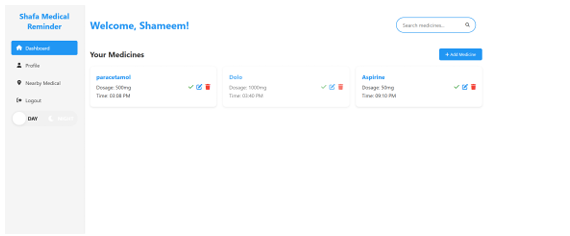 Shafa Medical
Reminder
Dashboard
Profile
Nearby Medical
Logout
DAY
Welcome, Shameem!
Search medicines...
Your Medicines
+ Add Medicine
paracetamol
Dosage: 500mg
Time: 03:08 PM
Dolo
Dosage: 1000mg
Time: 03:40 PM
Aspirine
Dosage: 50mg
Time: 09:10 PM